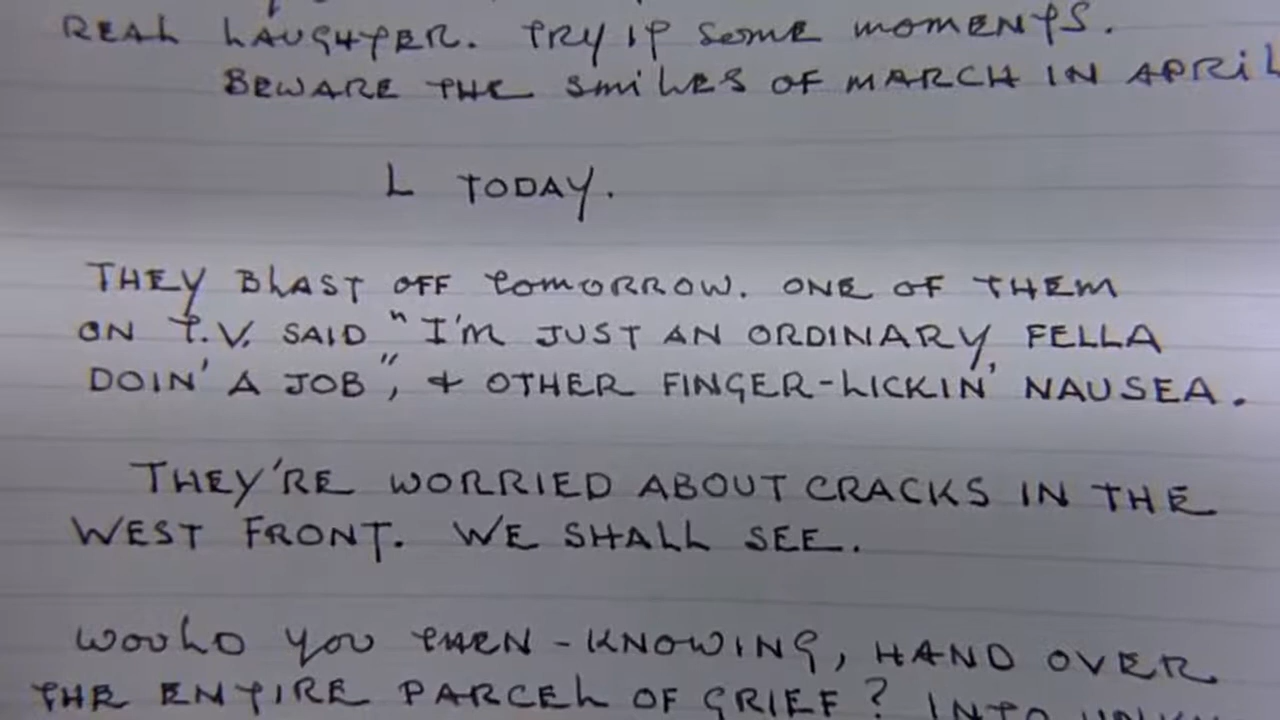 REAL LAUGHTER. TRY IT SOME MOMENTS.
BEWARE THE SMILES OF MARCH IN APRIL
L TODAY.
THEY BLAST OFF TOMORROW. ONE OF THEM
ON T.V. SAID "I'M JUST AN ORDINARY FELLA
DOIN' A JOB", + OTHER FINGER-LICKIN' NAUSEA.
THEY'RE WORRIED ABOUT CRACKS IN THE
WEST FRONT. WE SHALL SEE.
WOULD YOU THEN - KNOWING, HAND OVER
THE ENTIRE PARCEL OF GRIEF? INTO